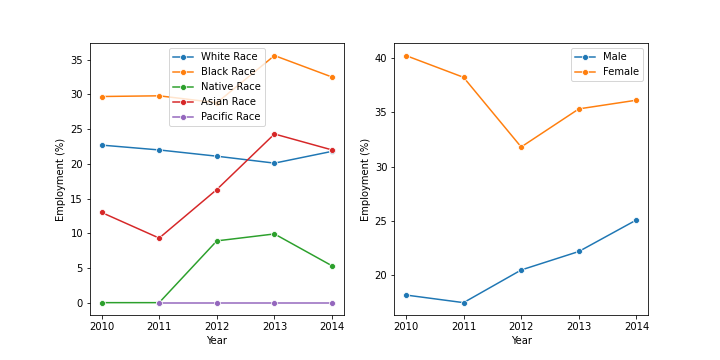 White Race
Black Race
Native Race
Asian Race
Pacific Race
35
30
25
20
15
10
5
0
Employment (%)
2010 2011 2012 2013 2014
Year
Male
Female
40
35
30
25
20
Employment (%)
2010 2011 2012 2013 2014
Year